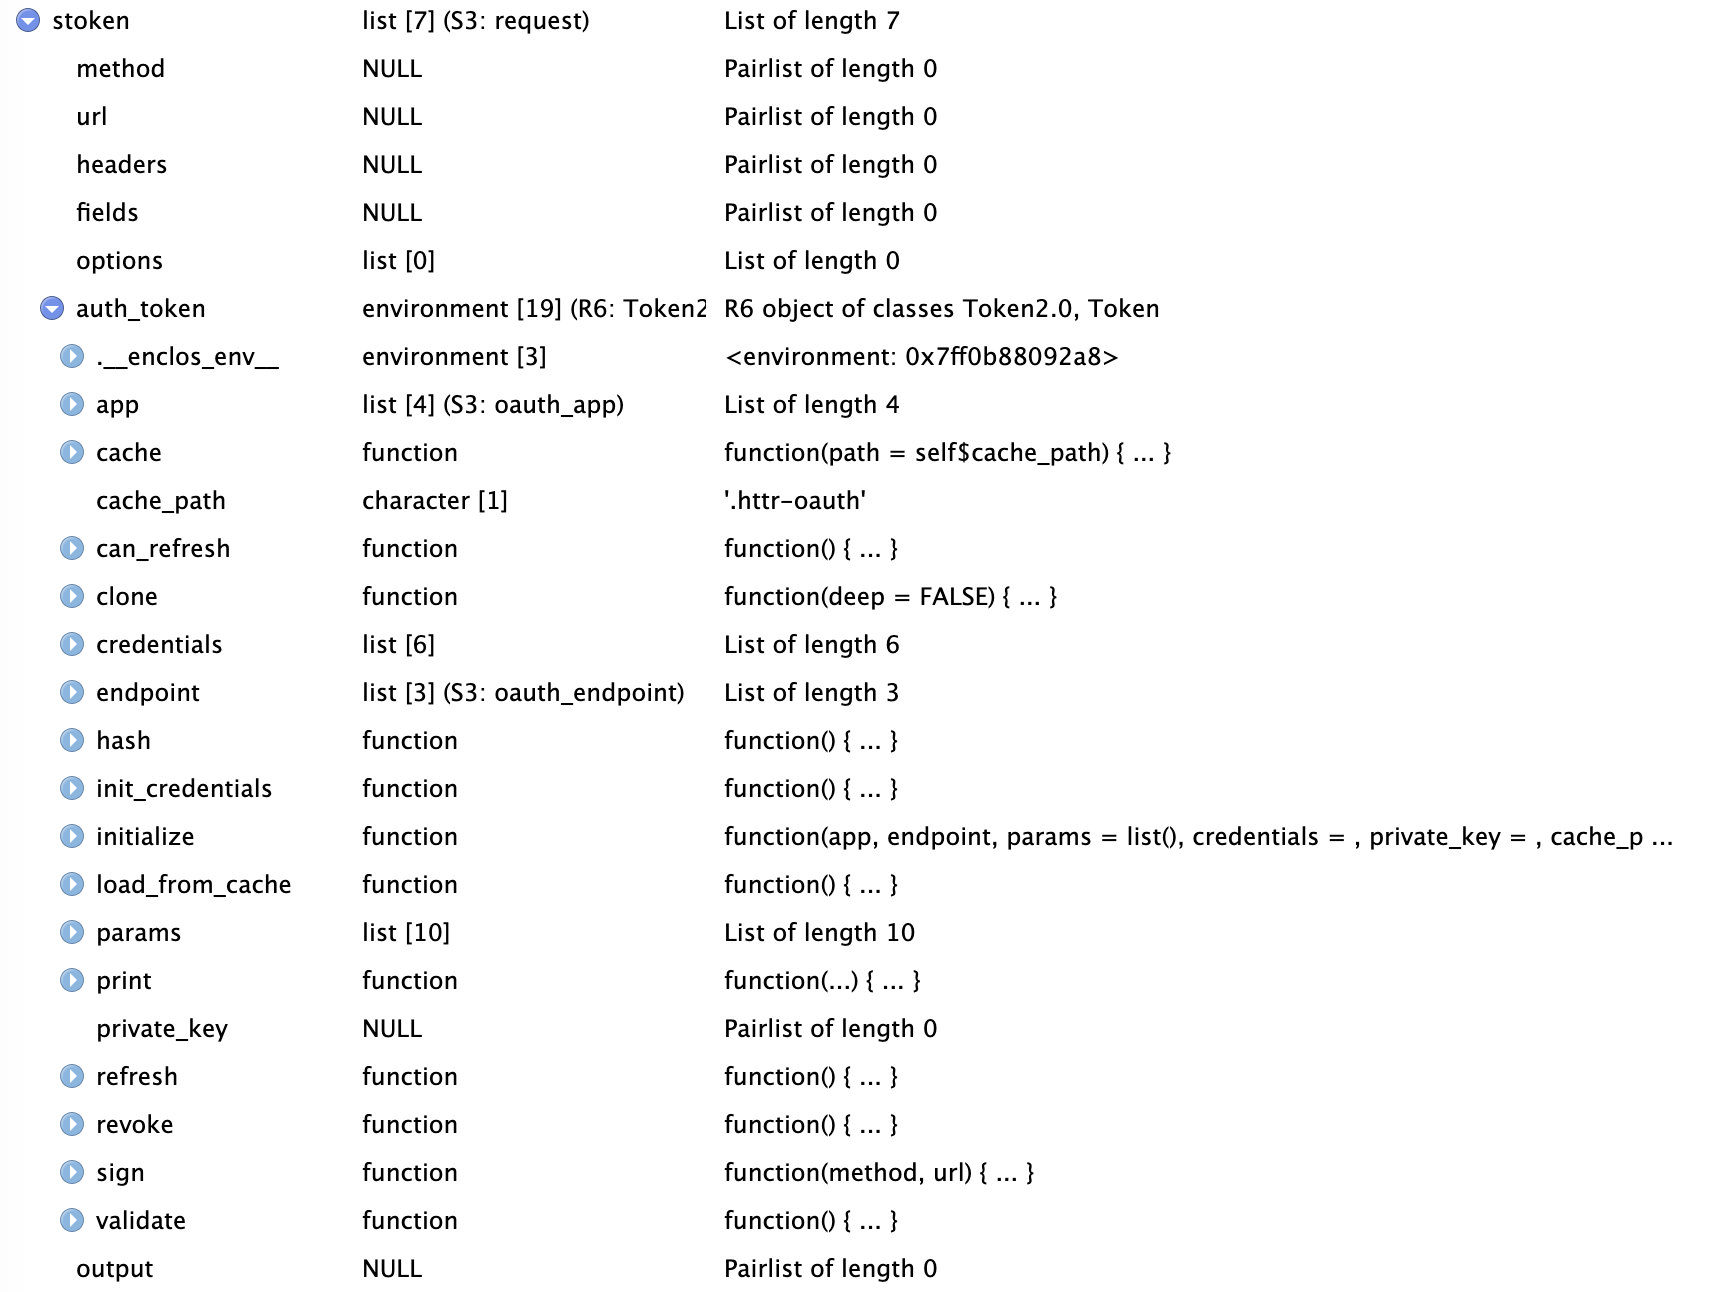 stoken list [7] (S3: request) List of length 7
method NULL Pairlist of length 0
url NULL Pairlist of length 0
headers NULL Pairlist of length 0
fields NULL Pairlist of length 0
options list [0] List of length 0
auth_token environment [19] (R6: Token2 R6 object of classes Token2.0, Token
.__enclos_env__ environment [3] <environment: 0x7ff0b88092a8>
app list [4] (S3: oauth_app) List of length 4
cache function function(path = self$cache_path) { ... }
cache_path character [1] '.httr-oauth'
can_refresh function function() { ... }
clone function function(deep = FALSE) { ... }
credentials list [6] List of length 6
endpoint list [3] (S3: oauth_endpoint) List of length 3
hash function function() { ... }
init_credentials function function() { ... }
initialize function function(app, endpoint, params = list(), credentials = , private_key = , cache_p ...
load_from_cache function function() { ... }
params list [10] List of length 10
print function function(...) { ... }
private_key NULL Pairlist of length 0
refresh function function() { ... }
revoke function function() { ... }
sign function function(method, url) { ... }
validate function function() { ... }
output NULL Pairlist of length 0